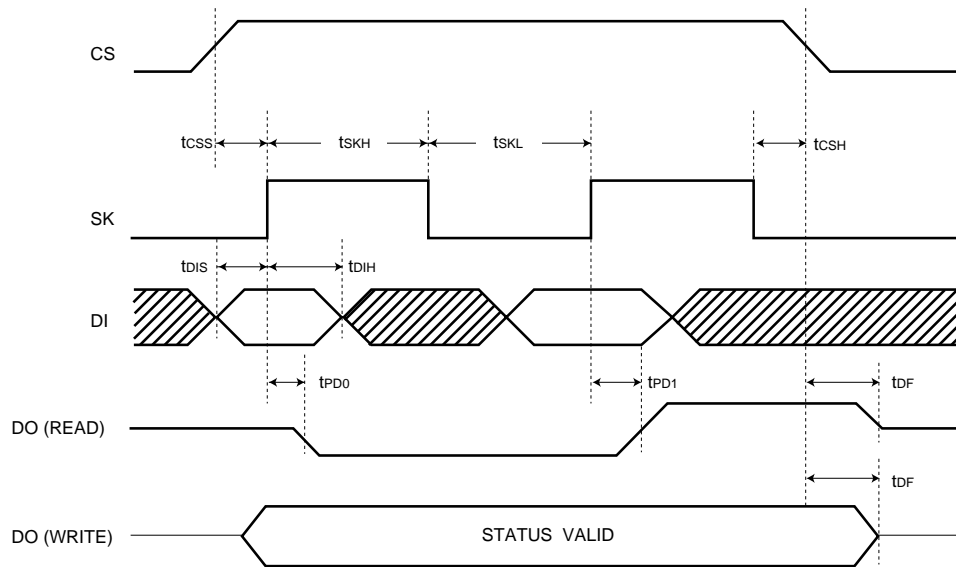 CS
tCSS tSKH tSKL tCSH
SK
tDIS tDIH
DI
tPD0 tPD1 tDF
DO (READ)
tDF
DO (WRITE) STATUS VALID